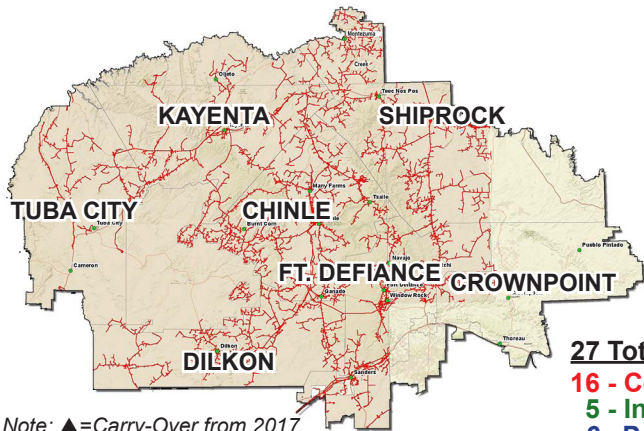 Montezuma
Creek
Oljato
Teec Nos Pos
KAYENTA
SHIPROCK
Many Farms
Tsaile
TUBA CITY
Tuba City
CHINLE
Burnt Corn
Pueblo Pintado
Navajo
Cameron
FT. DEFIANCE
CROWNPOINT
Ganado
Window Rock
Thoreau
DILKON
Dilkon
Sanders
27 Tot
16 - C
5 - In
Note: ▲=Carry-Over from 2017